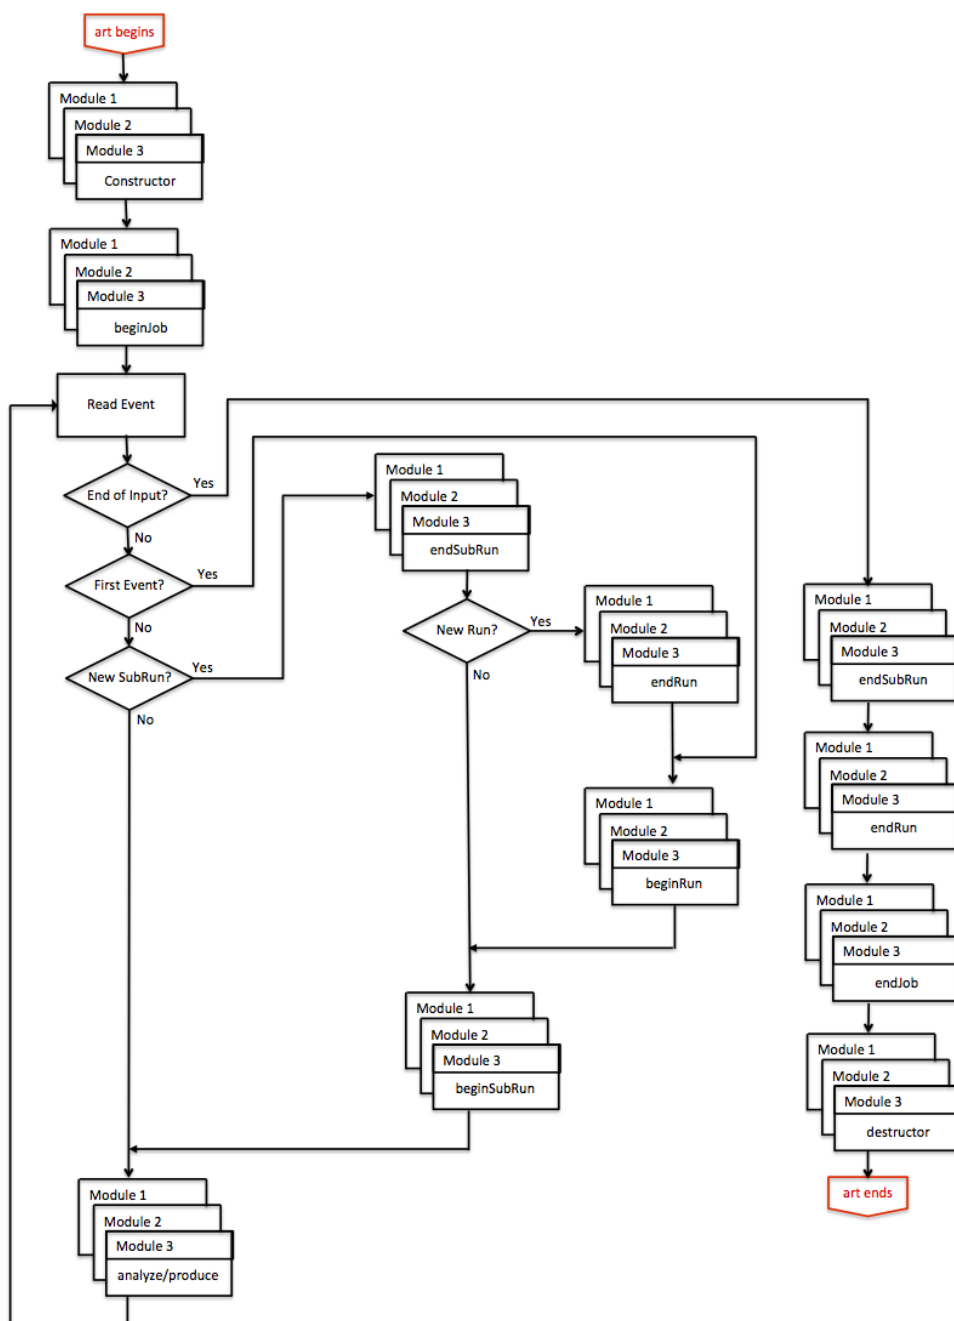 art begins
Module 1
Module 2
Module 3
Constructor
Module 1
Module 2
Module 3
beginJob
Read Event
End of Input?
Yes
No
First Event?
Yes
No
New SubRun?
Yes
No
Module 1
Module 2
Module 3
endSubRun
New Run?
Yes
No
Module 1
Module 2
Module 3
endRun
Module 1
Module 2
Module 3
beginRun
Module 1
Module 2
Module 3
beginSubRun
Module 1
Module 2
Module 3
analyze/produce
Module 1
Module 2
Module 3
endSubRun
Module 1
Module 2
Module 3
endRun
Module 1
Module 2
Module 3
endJob
Module 1
Module 2
Module 3
destructor
art ends